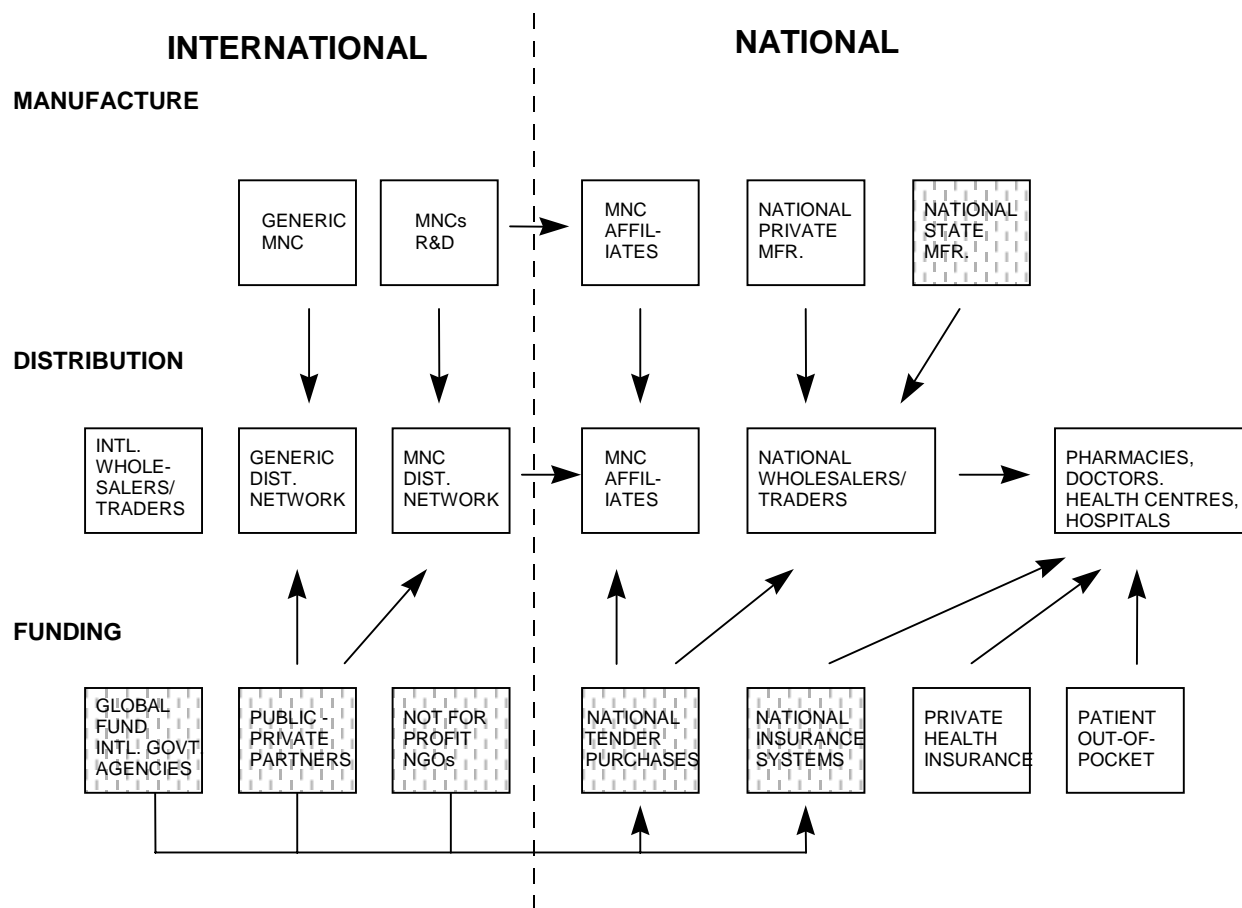 INTERNATIONAL
NATIONAL
MANUFACTURE
GENERIC
MNC
MNCs
R&D
MNC
AFFIL-
IATES
NATIONAL
PRIVATE
MFR.
NATIONAL
STATE
MFR.
DISTRIBUTION
INTL.
WHOLE-
SALERS/
TRADERS
GENERIC
DIST.
NETWORK
MNC
DIST.
NETWORK
MNC
AFFIL-
IATES
NATIONAL
WHOLESALERS/
TRADERS
PHARMACIES,
DOCTORS.
HEALTH CENTRES,
HOSPITALS
FUNDING
GLOBAL
FUND
INTL. GOVT
AGENCIES
PUBLIC -
PRIVATE
PARTNERS
NOT FOR
PROFIT
NGOs
NATIONAL
TENDER
PURCHASES
NATIONAL
INSURANCE
SYSTEMS
PRIVATE
HEALTH
INSURANCE
PATIENT
OUT-OF-
POCKET